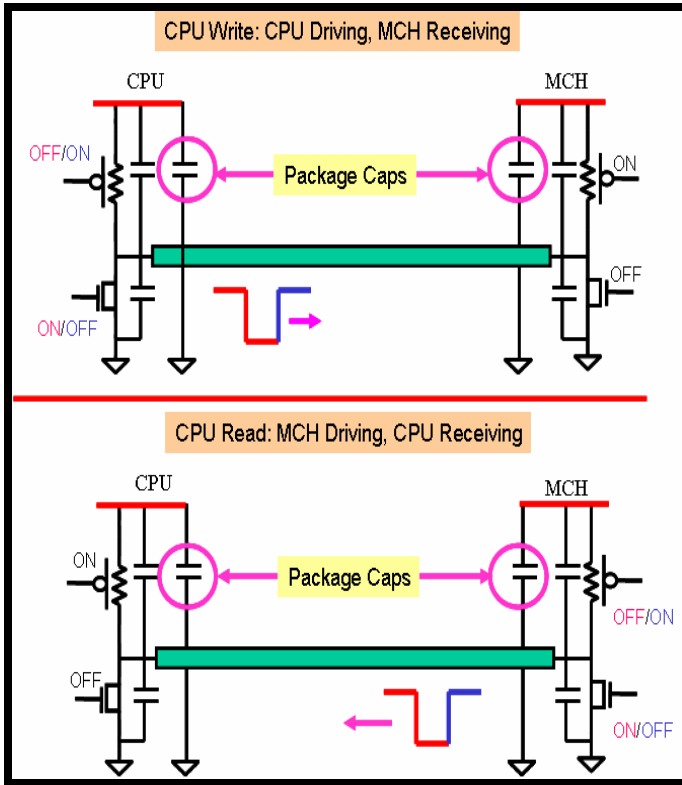 CPU Write: CPU Driving, MCH Receiving
CPU
MCH
OFF/ON
Package Caps
ON
OFF
ON/OFF
CPU Read: MCH Driving, CPU Receiving
CPU
MCH
ON
Package Caps
OFF/ON
OFF
ON/OFF